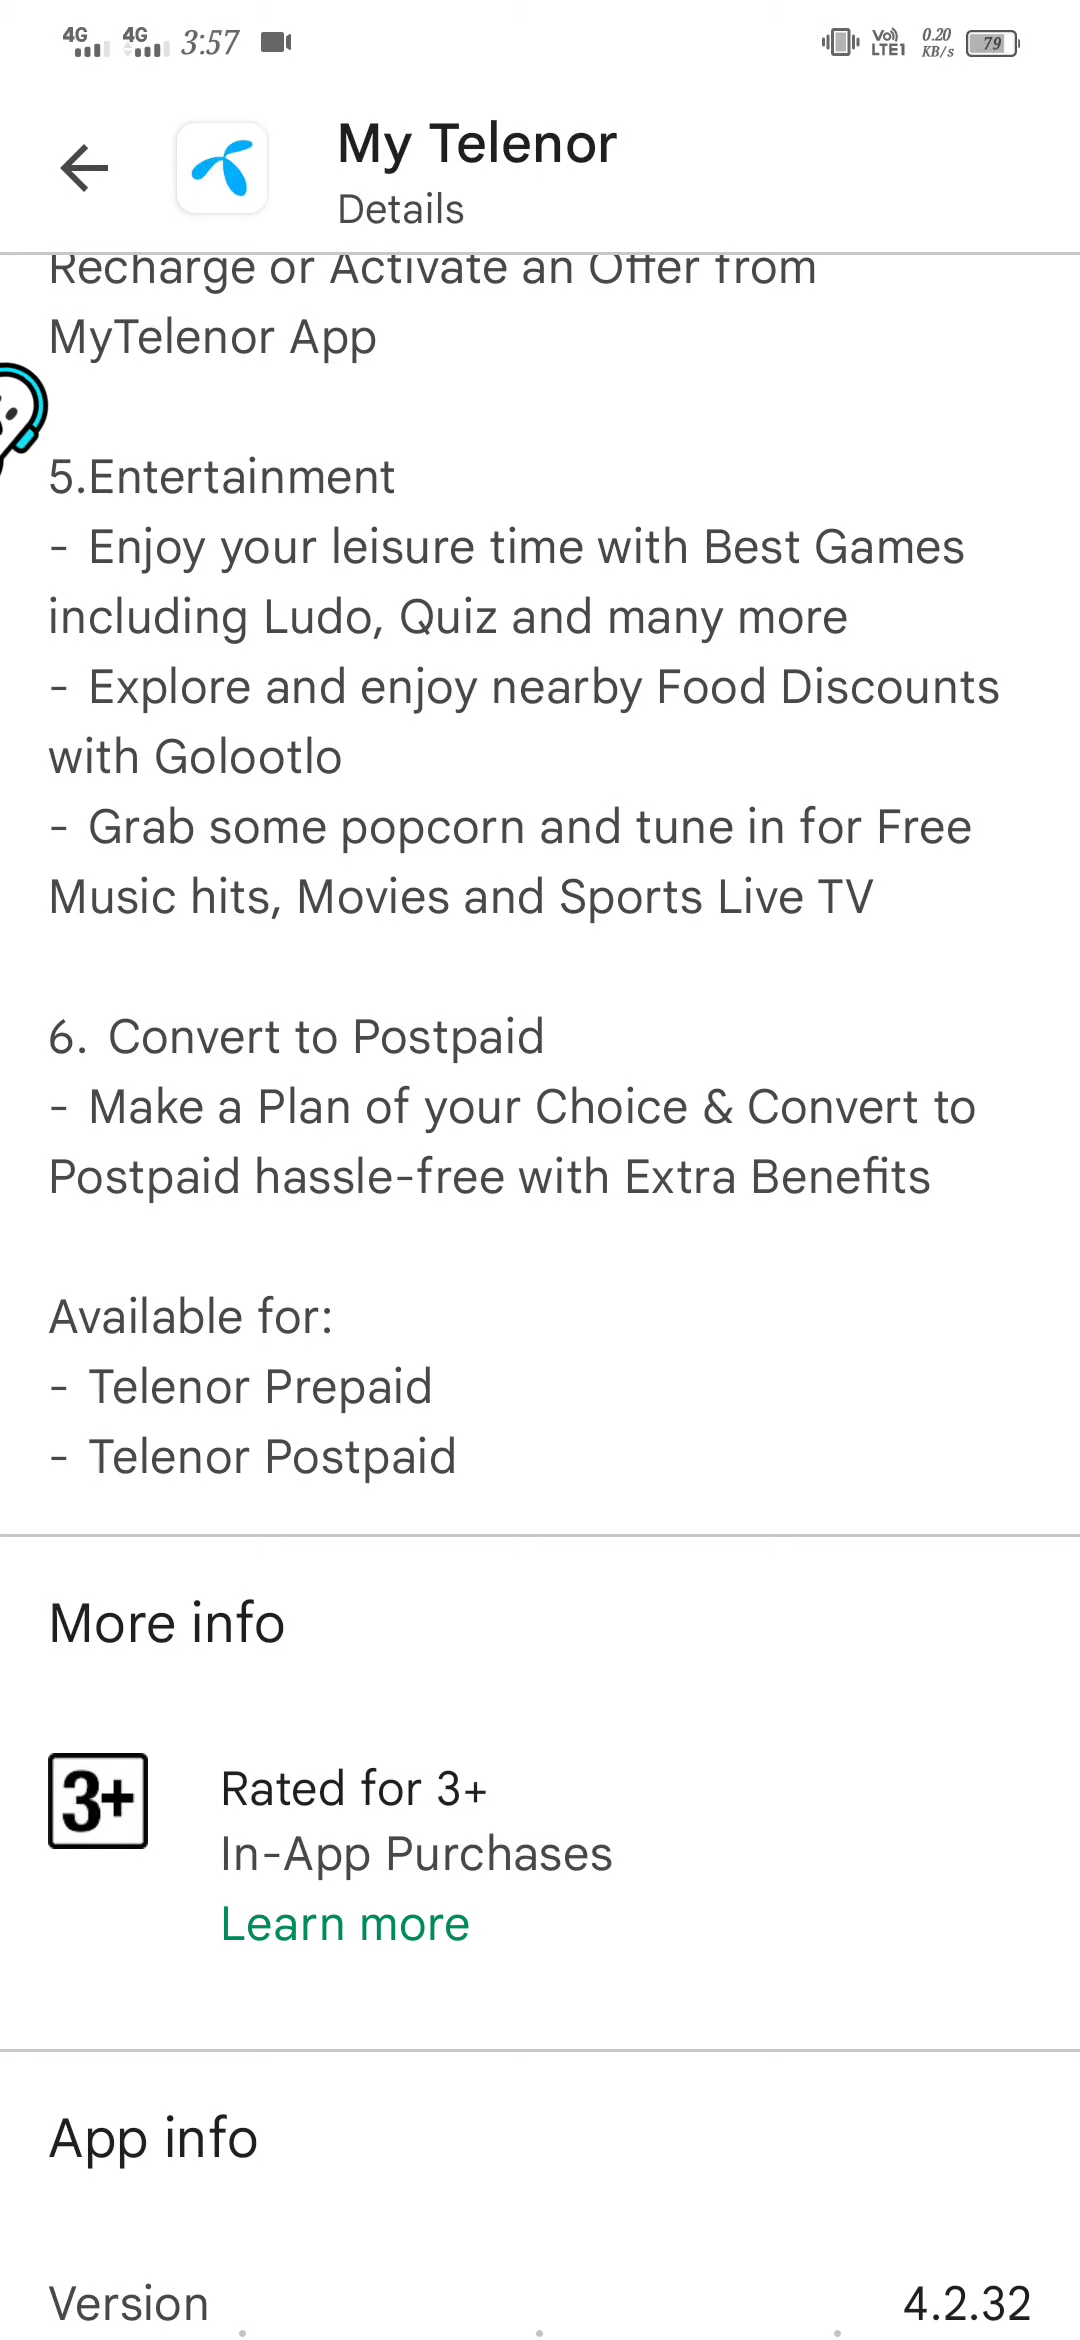 4G 4G 3:57 Vo) LTE1 0.20 KB/s 79
My Telenor
Details
Recharge or Activate an Offer from
MyTelenor App
5.Entertainment
- Enjoy your leisure time with Best Games
including Ludo, Quiz and many more
- Explore and enjoy nearby Food Discounts
with Golootlo
- Grab some popcorn and tune in for Free
Music hits, Movies and Sports Live TV
6. Convert to Postpaid
- Make a Plan of your Choice & Convert to
Postpaid hassle-free with Extra Benefits
Available for:
- Telenor Prepaid
- Telenor Postpaid
More info
3+
Rated for 3+
In-App Purchases
Learn more
App info
Version 4.2.32